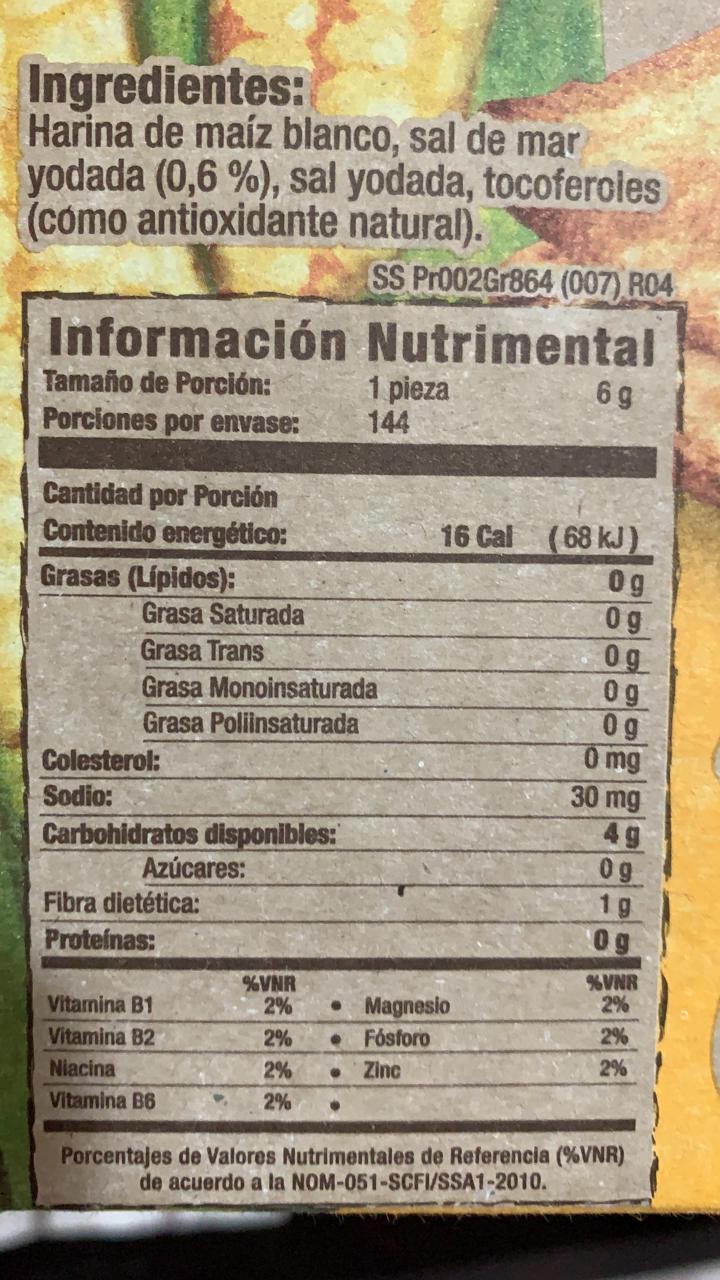 Ingredientes:
Harina de maíz blanco, sal de mar
yodada (0,6 %), sal yodada, tocoferoles
(como antioxidante natural).
SS Pr002Gr864 (007) R04
Información Nutrimental
Tamaño de Porción: 1 pieza 6 g
Porciones por envase: 144
Cantidad por Porción
Contenido energético: 16 Cal (68 kJ)
Grasas (Lípidos): 0 g
Grasa Saturada 0 g
Grasa Trans 0 g
Grasa Monoinsaturada 0 g
Grasa Poliinsaturada 0 g
Colesterol: 0 mg
Sodio: 30 mg
Carbohidratos disponibles: 4 g
Azúcares: 0 g
Fibra dietética: 1 g
Proteínas: 0 g
%VNR %VNR
Vitamina B1 2% • Magnesio 2%
Vitamina B2 2% • Fósforo 2%
Niacina 2% • Zinc 2%
Vitamina B6 2% •
Porcentajes de Valores Nutrimentales de Referencia (%VNR)
de acuerdo a la NOM-051-SCFI/SSA1-2010.